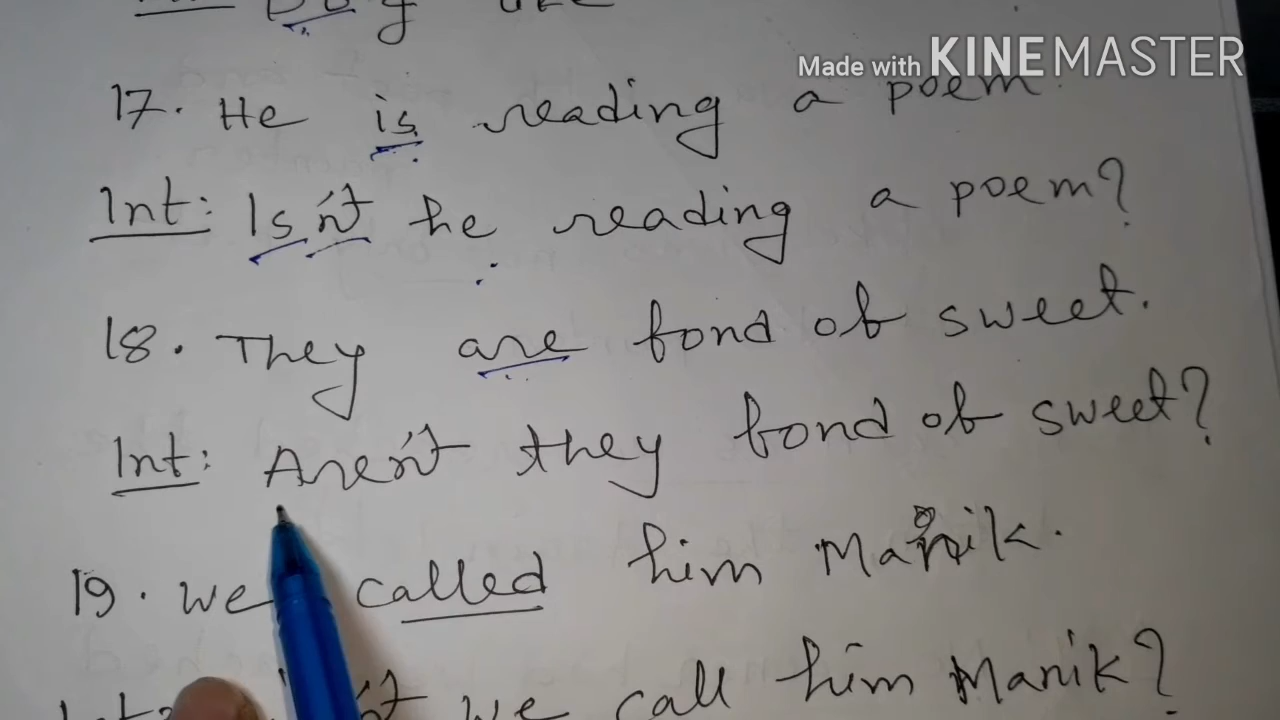 Made with KINEMASTER
17. He is reading a poem.
Int: Isn't he reading a poem?
18. They are fond of sweet.
Int: Aren't they fond of sweet?
19. we called him Manik.
we call him Manik?